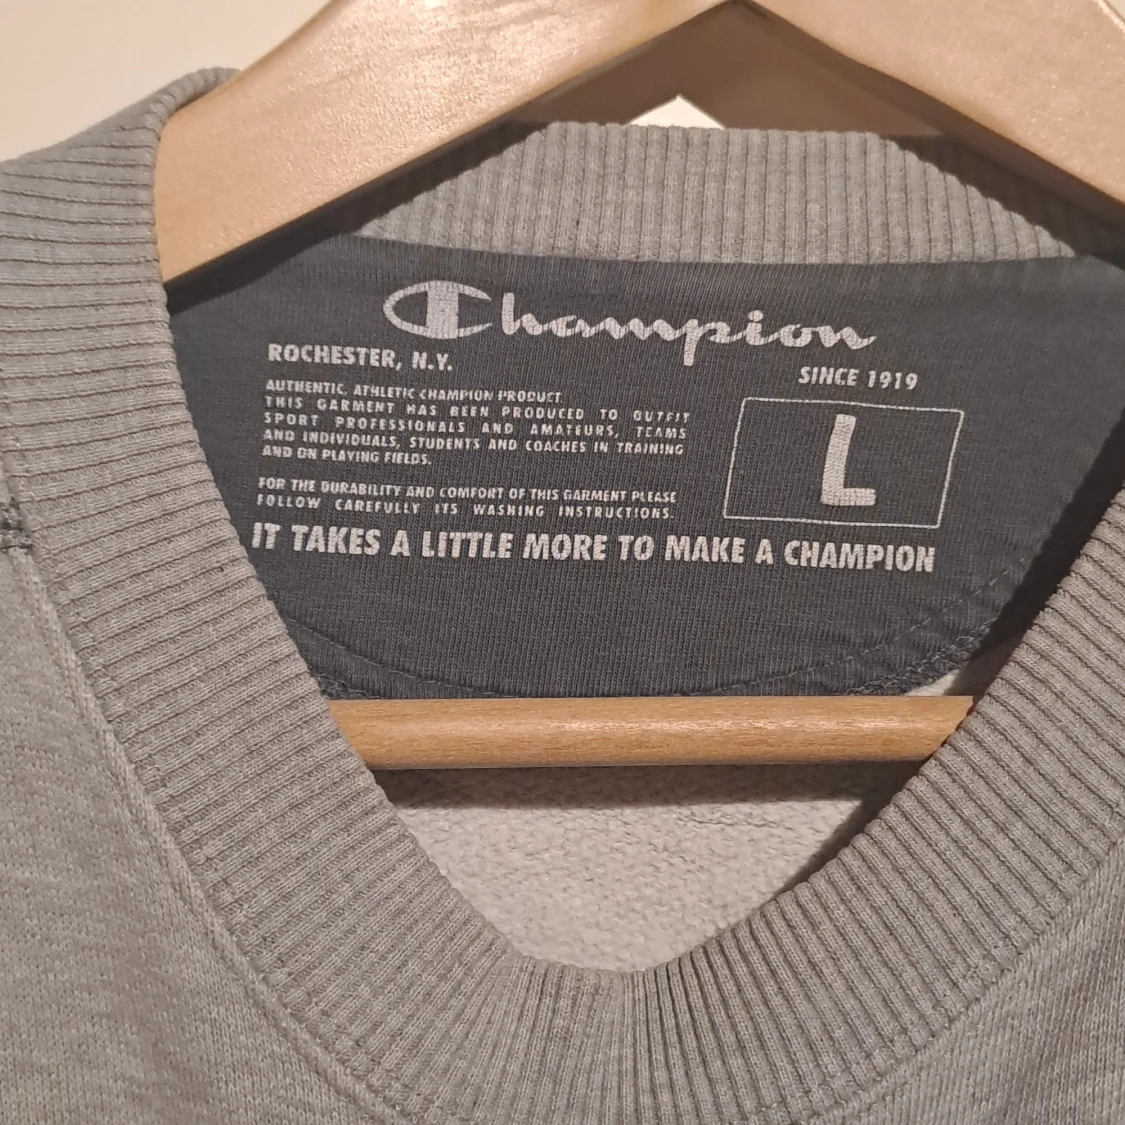 Champion
ROCHESTER, N.Y.
SINCE 1919
AUTHENTIC. ATHLETIC CHAMPION PRODUCT.
THIS GARMENT HAS BEEN PRODUCED TO OUTFIT
SPORT PROFESSIONALS AND AMATEURS, TEAMS
AND INDIVIDUALS, STUDENTS AND COACHES IN TRAINING
AND ON PLAYING FIELDS.
L
FOR THE DURABILITY AND COMFORT OF THIS GARMENT PLEASE
FOLLOW CAREFULLY ITS WASHING INSTRUCTIONS.
IT TAKES A LITTLE MORE TO MAKE A CHAMPION